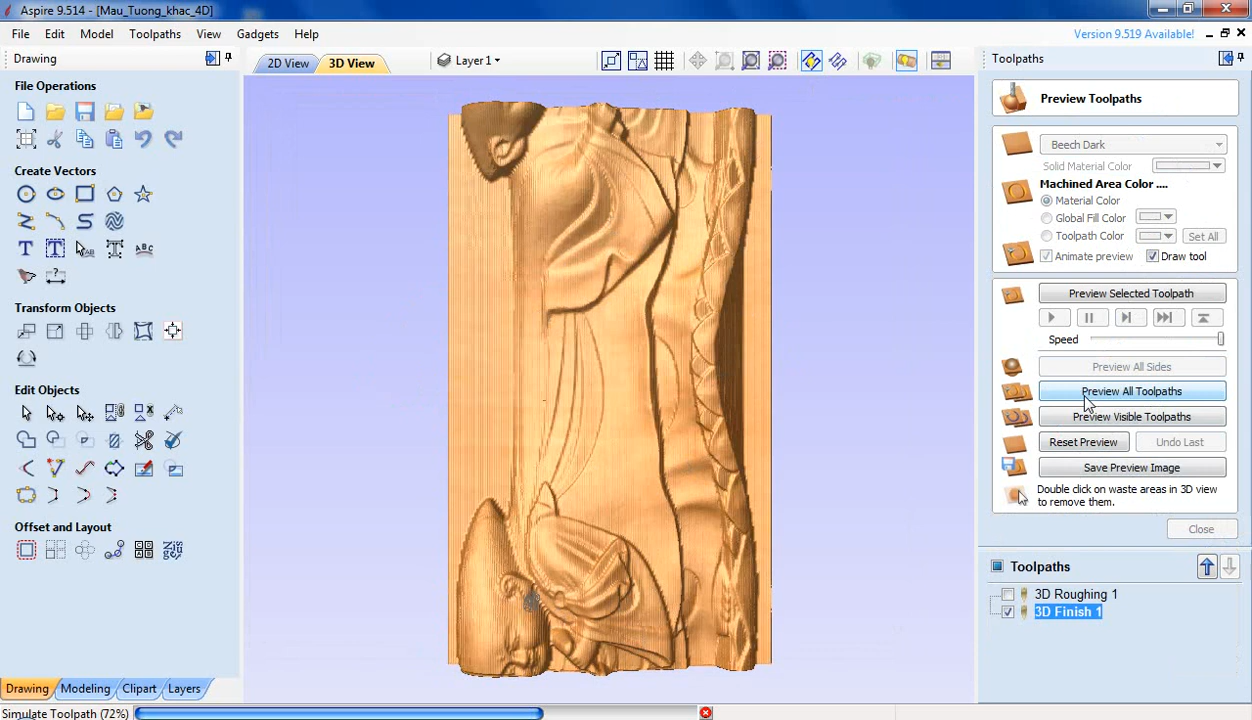 Aspire 9.514 - [Mau_Tuong_khac_4D]
File Edit Model Toolpaths View Gadgets Help
Version 9.519 Available!
Drawing
2D View
3D View
Layer 1
Toolpaths
File Operations
Create Vectors
Transform Objects
Edit Objects
Offset and Layout
Drawing
Modeling
Clipart
Layers
Preview Toolpaths
Beech Dark
Solid Material Color
Machined Area Color ....
Material Color
Global Fill Color
Toolpath Color
Set All
Animate preview
Draw tool
Preview Selected Toolpath
Speed
Preview All Sides
Preview All Toolpaths
Preview Visible Toolpaths
Reset Preview
Undo Last
Save Preview Image
Double click on waste areas in 3D view
to remove them.
Close
Toolpaths
3D Roughing 1
3D Finish 1
Simulate Toolpath (72%)